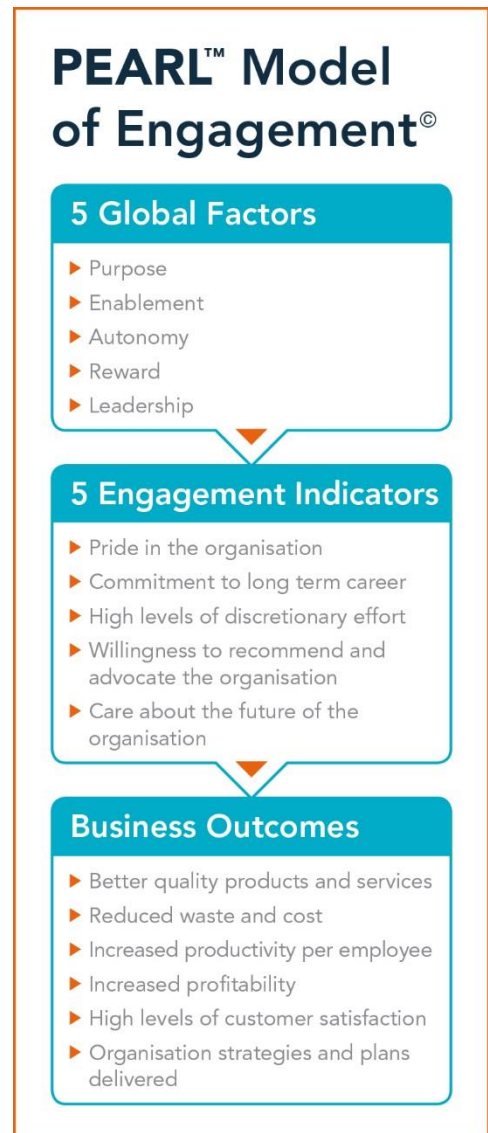 PEARL™ Model
of Engagement©
5 Global Factors
Purpose
Enablement
Autonomy
Reward
Leadership
5 Engagement Indicators
Pride in the organisation
Commitment to long term career
High levels of discretionary effort
Willingness to recommend and
advocate the organisation
Care about the future of the
organisation
Business Outcomes
Better quality products and services
Reduced waste and cost
Increased productivity per employee
Increased profitability
High levels of customer satisfaction
Organisation strategies and plans
delivered